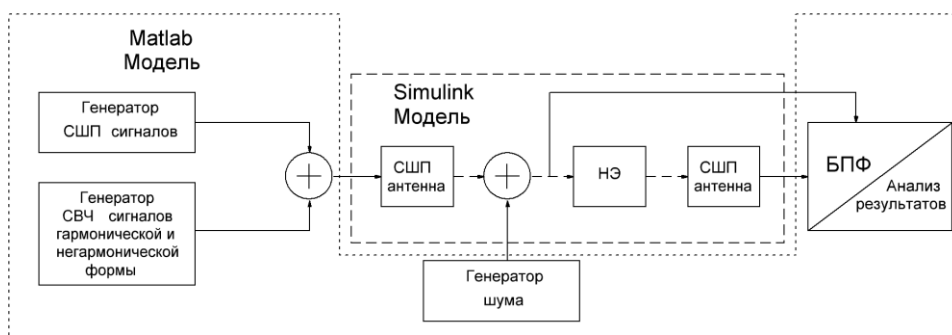 Matlab
Модель
Генератор
СШП сигналов
Генератор
СВЧ сигналов
гармонической и
негармонической
формы
Simulink
Модель
СШП
антенна
НЭ
СШП
антенна
Генератор
шума
БПФ
Анализ
результатов